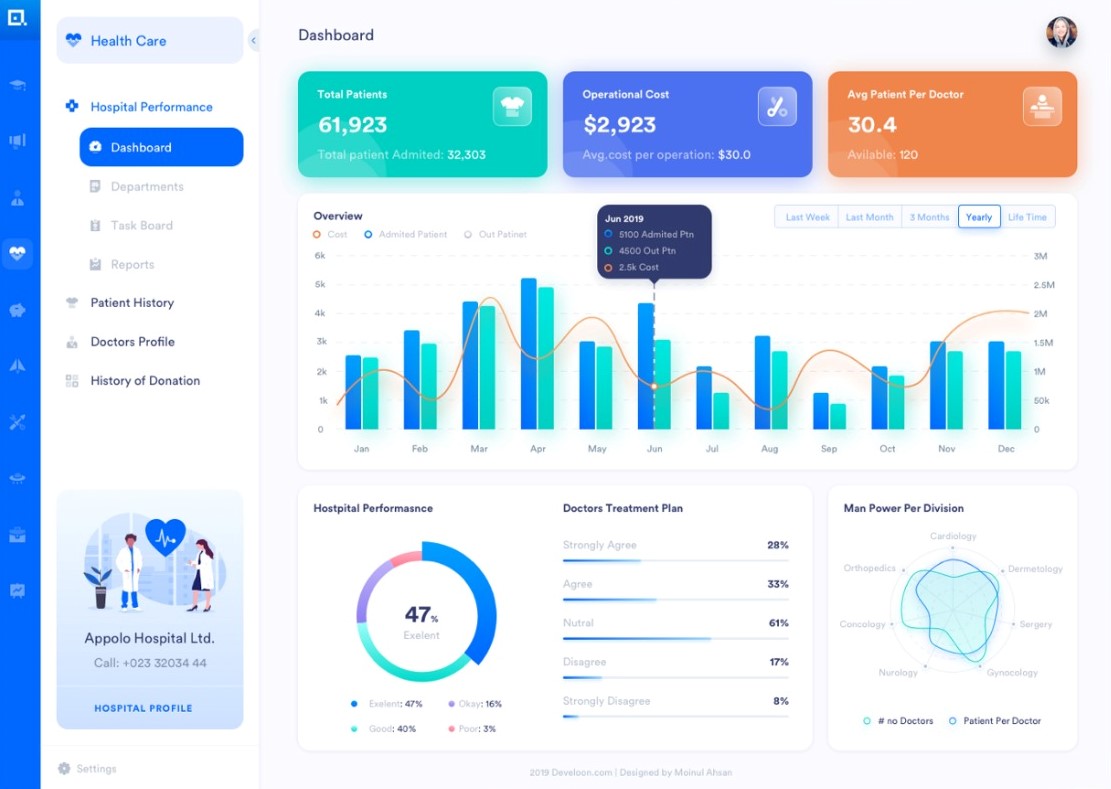 Health Care
Hospital Performance
Dashboard
Departments
Task Board
Reports
Patient History
Doctors Profile
History of Donation
Appolo Hospital Ltd.
Call: +023 32034 44
HOSPITAL PROFILE
Settings
Dashboard
Total Patients
61,923
Total patient Admited: 32,303
Operational Cost
$2,923
Avg.cost per operation: $30.0
Avg Patient Per Doctor
30.4
Avilable: 120
Overview
Cost Admited Patient Out Patinet
Last Week Last Month 3 Months Yearly Life Time
Jun 2019
5100 Admited Ptn
4500 Out Ptn
2.5k Cost
6k 3M
5k 2.5M
4k 2M
3k 1.5M
2k 1M
1k 50k
0 0
Jan Feb Mar Apr May Jun Jul Aug Sep Oct Nov Dec
Hostpital Performasnce
47%
Exelent
Exelent: 47% Okay: 16%
Good: 40% Poor: 3%
Doctors Treatment Plan
Strongly Agree 28%
Agree 33%
Nutral 61%
Disagree 17%
Strongly Disagree 8%
Man Power Per Division
Cardiology
Orthopedics Dermetology
Concology Sergery
Nurology Gynocology
# no Doctors Patient Per Doctor
2019 Develoon.com | Designed by Moinul Ahsan